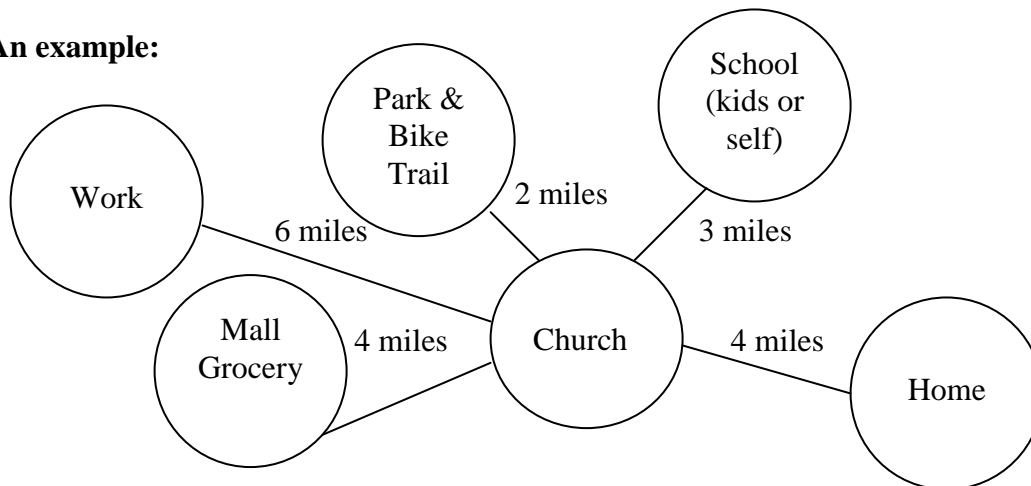 An example:
Park &
Bike
Trail
School
(kids or
self)
Work
2 miles
6 miles
3 miles
Mall
Grocery
4 miles
Church
4 miles
Home